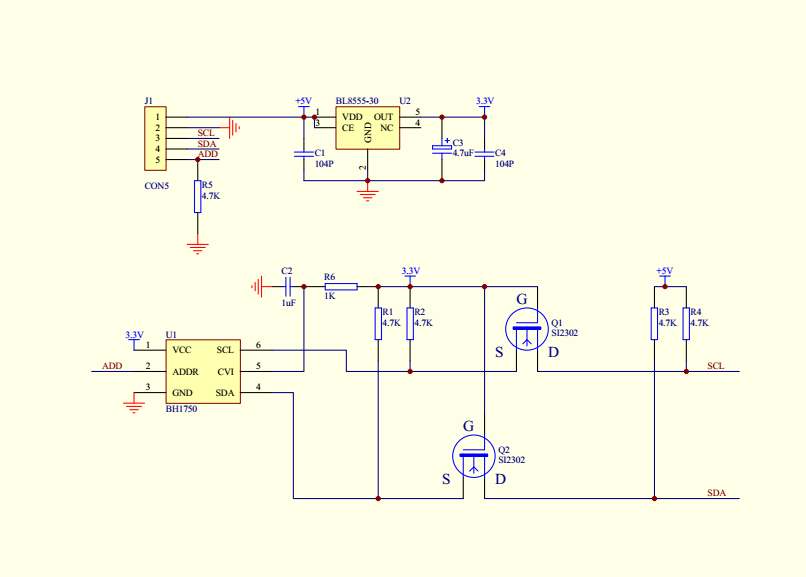 J1
+5V
BL8555-30
U2
3.3V
1
1
VDD
OUT
5
2
SCL
3
CE
NC
4
3
SDA
GND
4
ADD
C1
104P
2
C3
4.7uF
C4
104P
5
CON5
R5
4.7K
C2
1uF
R6
1K
3.3V
+5V
R1
4.7K
R2
4.7K
G
Q1
SI2302
S
D
R3
4.7K
R4
4.7K
3.3V
U1
1
VCC
SCL
6
ADD
2
ADDR
CVI
5
SCL
3
GND
SDA
4
BH1750
G
Q2
SI2302
S
D
SDA